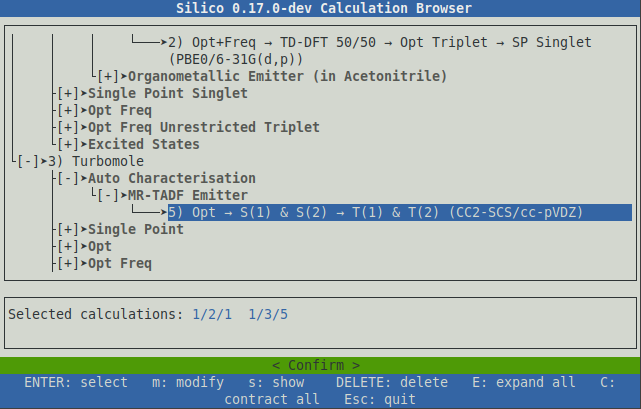 Silico 0.17.0-dev Calculation Browser
➤2) Opt+Freq → TD-DFT 50/50 → Opt Triplet → SP Singlet
(PBE0/6-31G(d,p))
[+]➤Organometallic Emitter (in Acetonitrile)
[+]➤Single Point Singlet
[+]➤Opt Freq
[+]➤Opt Freq Unrestricted Triplet
[+]➤Excited States
[-]➤3) Turbomole
[-]➤Auto Characterisation
[-]➤MR-TADF Emitter
➤5) Opt → S(1) & S(2) → T(1) & T(2) (CC2-SCS/cc-pVDZ)
[+]➤Single Point
[+]➤Opt
[+]➤Opt Freq
Selected calculations: 1/2/1  1/3/5
< Confirm >
ENTER: select   m: modify   s: show   DELETE: delete   E: expand all   C:
contract all   Esc: quit